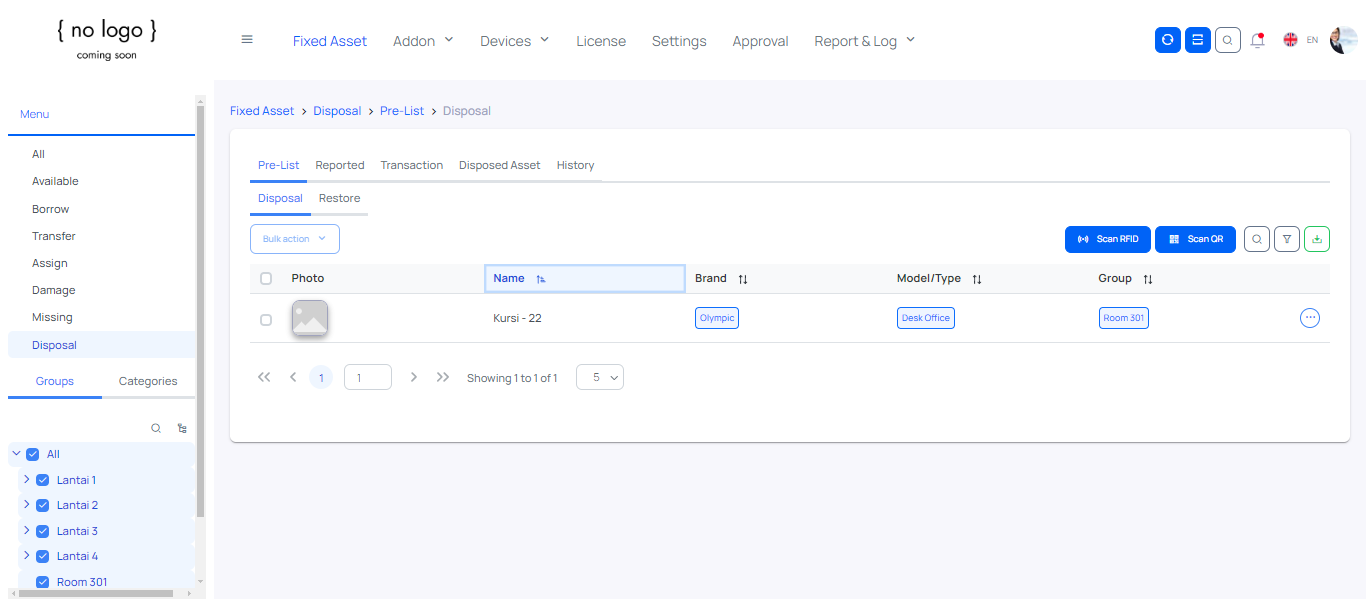 { no logo }
coming soon
Fixed Asset Addon Devices License Settings Approval Report & Log EN
Menu
All
Available
Borrow
Transfer
Assign
Damage
Missing
Disposal
Groups Categories
All
Lantai 1
Lantai 2
Lantai 3
Lantai 4
Room 301
Fixed Asset > Disposal > Pre-List > Disposal
Pre-List Reported Transaction Disposed Asset History
Disposal Restore
Bulk action Scan RFID Scan QR
Photo Name Brand Model/Type Group
Kursi - 22 Olympic Desk Office Room 301
1 1 Showing 1 to 1 of 1 5